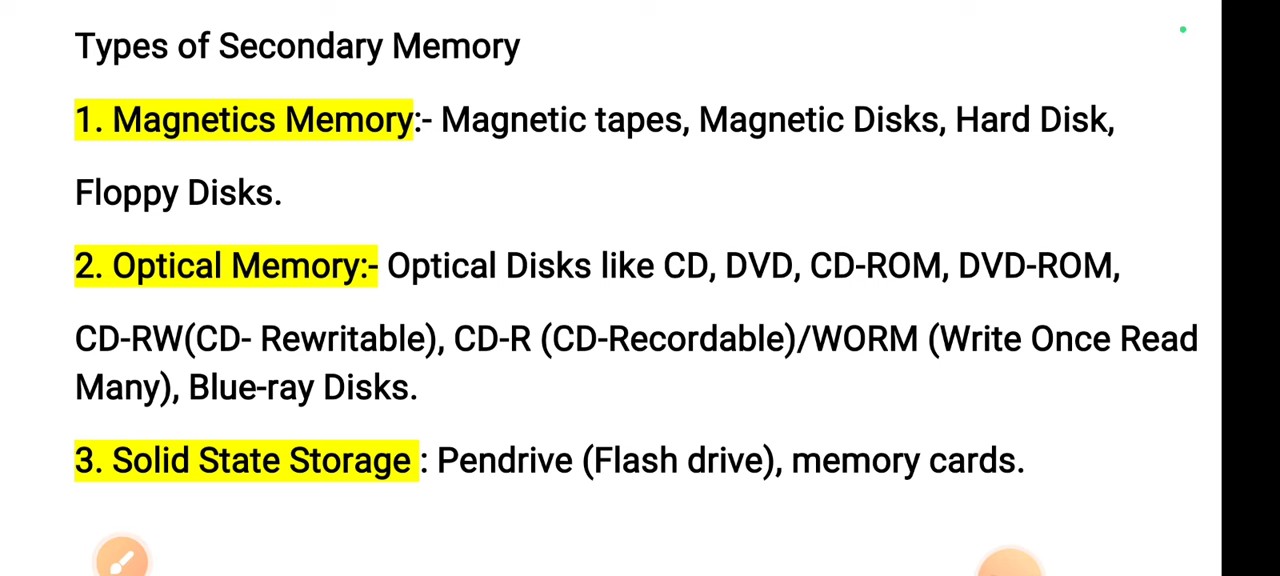 Types of Secondary Memory
1. Magnetics Memory:- Magnetic tapes, Magnetic Disks, Hard Disk,
Floppy Disks.
2. Optical Memory:- Optical Disks like CD, DVD, CD-ROM, DVD-ROM,
CD-RW(CD- Rewritable), CD-R (CD-Recordable)/WORM (Write Once Read
Many), Blue-ray Disks.
3. Solid State Storage : Pendrive (Flash drive), memory cards.